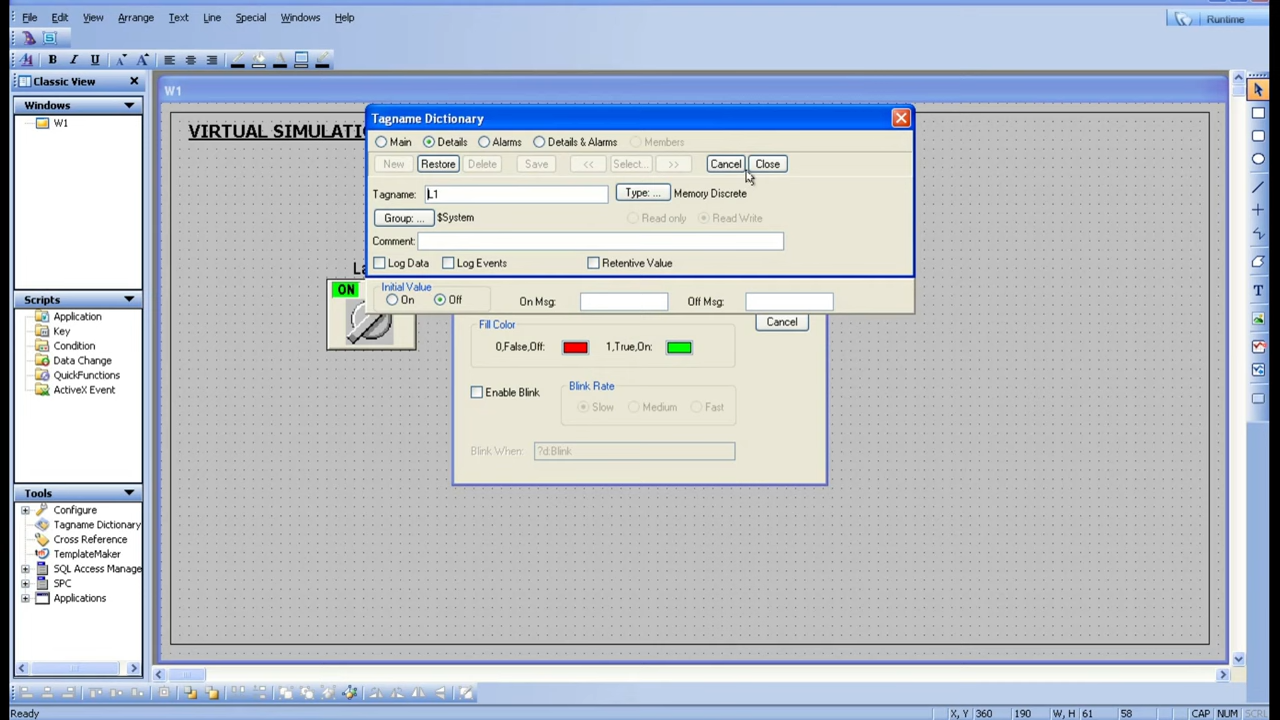 File Edit View Arrange Text Line Special Windows Help
Runtime
B I U A A
Classic View
W1
Windows
W1
VIRTUAL SIMULATIO
Tagname Dictionary
Main Details Alarms Details & Alarms Members
New Restore Delete Save << Select... >> Cancel Close
Tagname: L1 Type: ... Memory Discrete
Group: ... $System Read only Read Write
Comment:
Log Data Log Events Retentive Value
Initial Value
On Off On Msg: Off Msg:
La
ON
Cancel
Fill Color
0,False,Off: 1,True,On:
Enable Blink Blink Rate
Slow Medium Fast
Blink When: ?d:Blink
Scripts
Application
Key
Condition
Data Change
QuickFunctions
ActiveX Event
Tools
Configure
Tagname Dictionary
Cross Reference
TemplateMaker
SQL Access Manage
SPC
Applications
T
Ready X, Y 360 190 W, H 61 58 CAP NUM SCRL